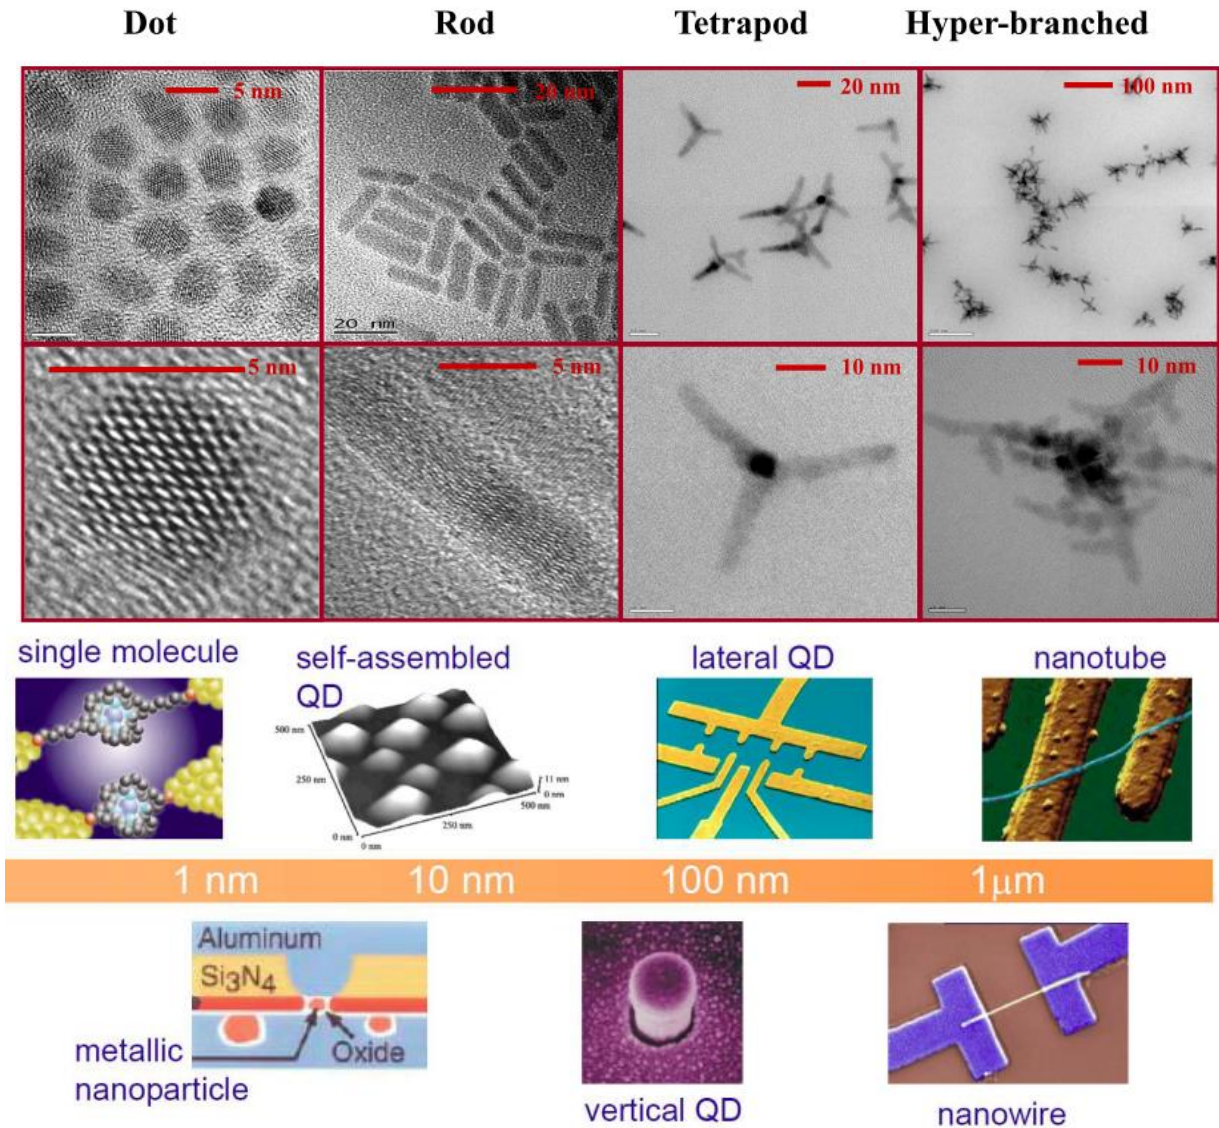 Dot
Rod
Tetrapod
Hyper-branched
5 nm
20 nm
20 nm
100 nm
20 nm
5 nm
5 nm
10 nm
10 nm
single molecule
self-assembled
QD
lateral QD
nanotube
500 nm
250 nm
0 nm
0 nm
250 nm
500 nm
11 nm
0 nm
1 nm
10 nm
100 nm
1µm
Aluminum
Si₃N₄
Oxide
metallic
nanoparticle
vertical QD
nanowire